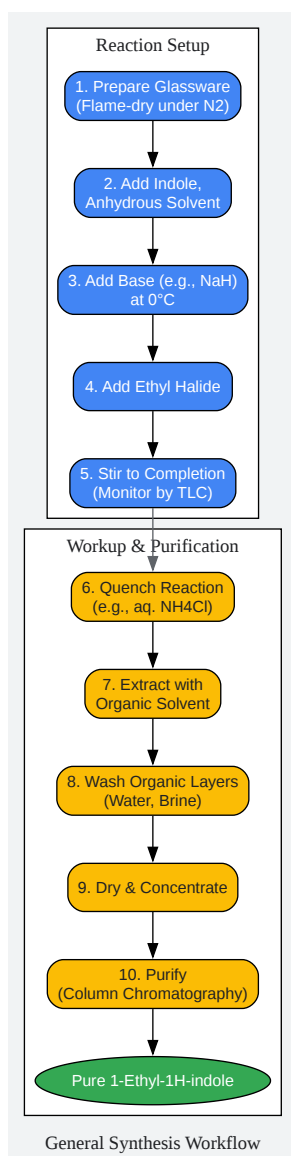 Reaction Setup
1. Prepare Glassware
(Flame-dry under N2)
2. Add Indole,
Anhydrous Solvent
3. Add Base (e.g., NaH)
at 0°C
4. Add Ethyl Halide
5. Stir to Completion
(Monitor by TLC)
Workup & Purification
6. Quench Reaction
(e.g., aq. NH4Cl)
7. Extract with
Organic Solvent
8. Wash Organic Layers
(Water, Brine)
9. Dry & Concentrate
10. Purify
(Column Chromatography)
Pure 1-Ethyl-1H-indole
General Synthesis Workflow